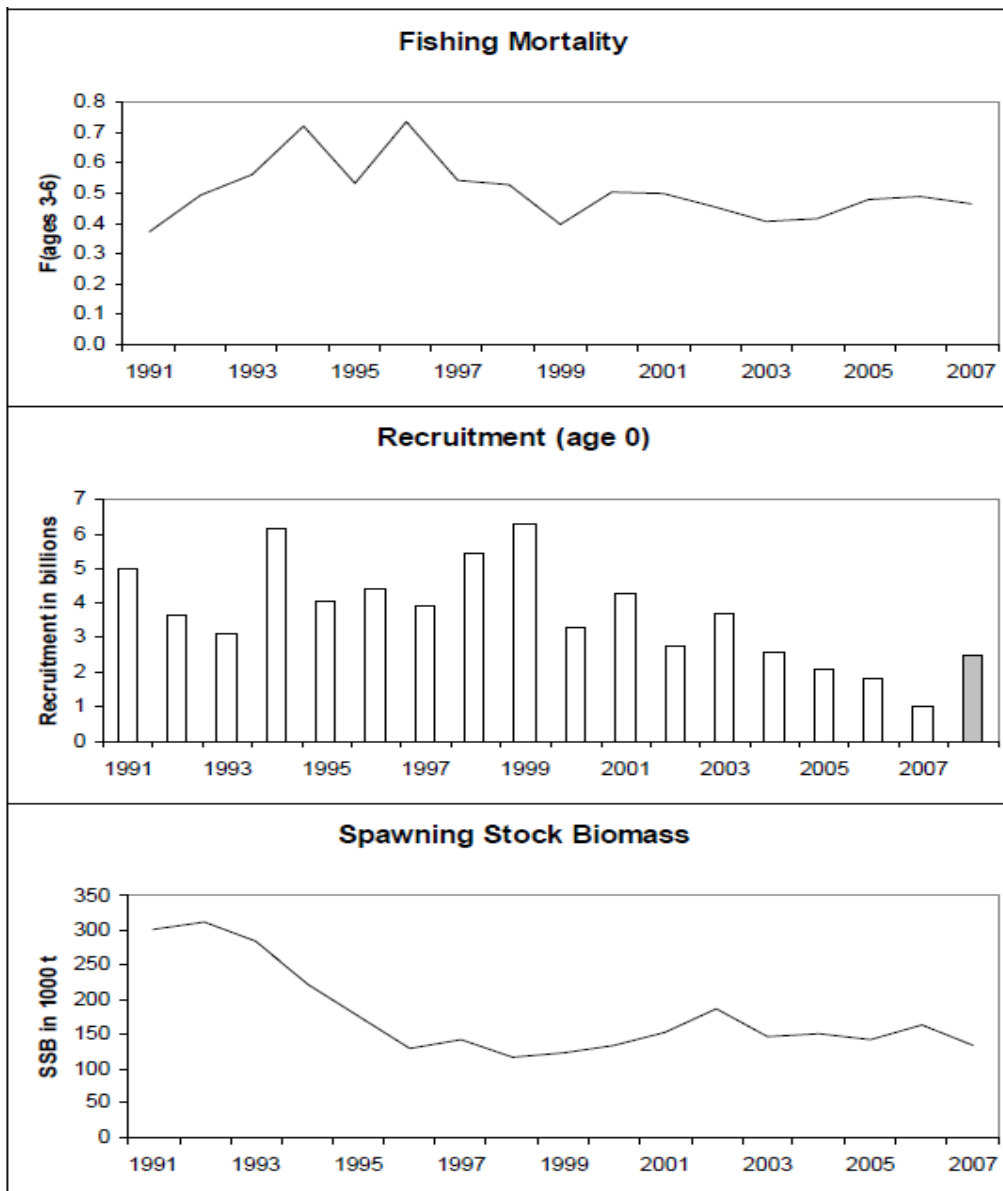 Fishing Mortality
F(ages 3-6)
0.8
0.7
0.6
0.5
0.4
0.3
0.2
0.1
0.0
1991 1993 1995 1997 1999 2001 2003 2005 2007
Recruitment (age 0)
Recruitment in billions
7
6
5
4
3
2
1
0
1991 1993 1995 1997 1999 2001 2003 2005 2007
Spawning Stock Biomass
SSB in 1000 t
350
300
250
200
150
100
50
0
1991 1993 1995 1997 1999 2001 2003 2005 2007